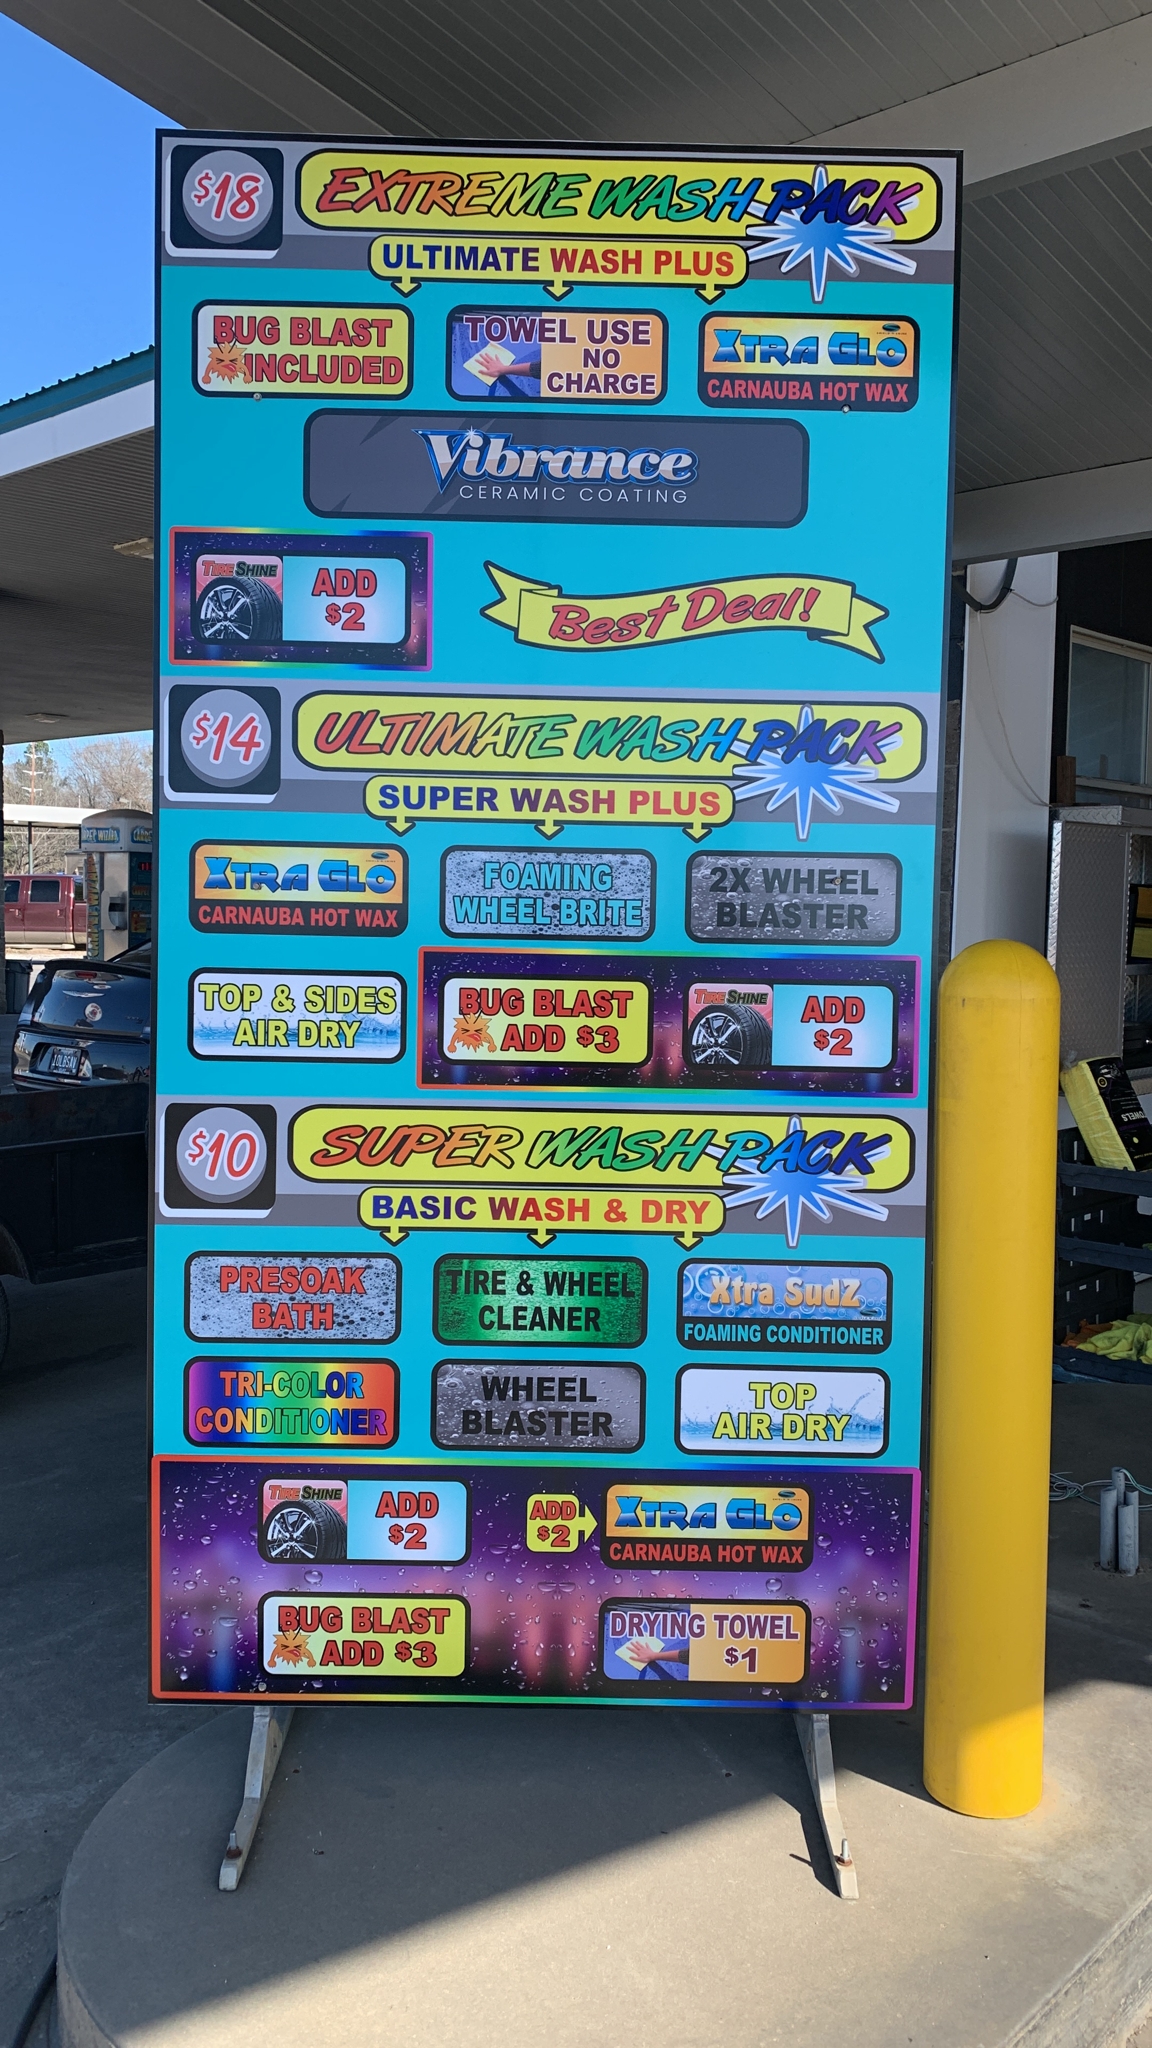 $18
EXTREME WASH PACK
ULTIMATE WASH PLUS
BUG BLAST
INCLUDED
TOWEL USE
NO
CHARGE
XTRA GLO
CARNAUBA HOT WAX
Vibrance
CERAMIC COATING
TIRE SHINE
ADD
$2
Best Deal!
$14
ULTIMATE WASH PACK
SUPER WASH PLUS
XTRA GLO
CARNAUBA HOT WAX
FOAMING
WHEEL BRITE
2X WHEEL
BLASTER
TOP & SIDES
AIR DRY
BUG BLAST
ADD $3
TIRE SHINE
ADD
$2
$10
SUPER WASH PACK
BASIC WASH & DRY
PRESOAK
BATH
TIRE & WHEEL
CLEANER
Xtra SudZ
FOAMING CONDITIONER
TRI-COLOR
CONDITIONER
WHEEL
BLASTER
TOP
AIR DRY
TIRE SHINE
ADD
$2
ADD
$2
XTRA GLO
CARNAUBA HOT WAX
BUG BLAST
ADD $3
DRYING TOWEL
$1